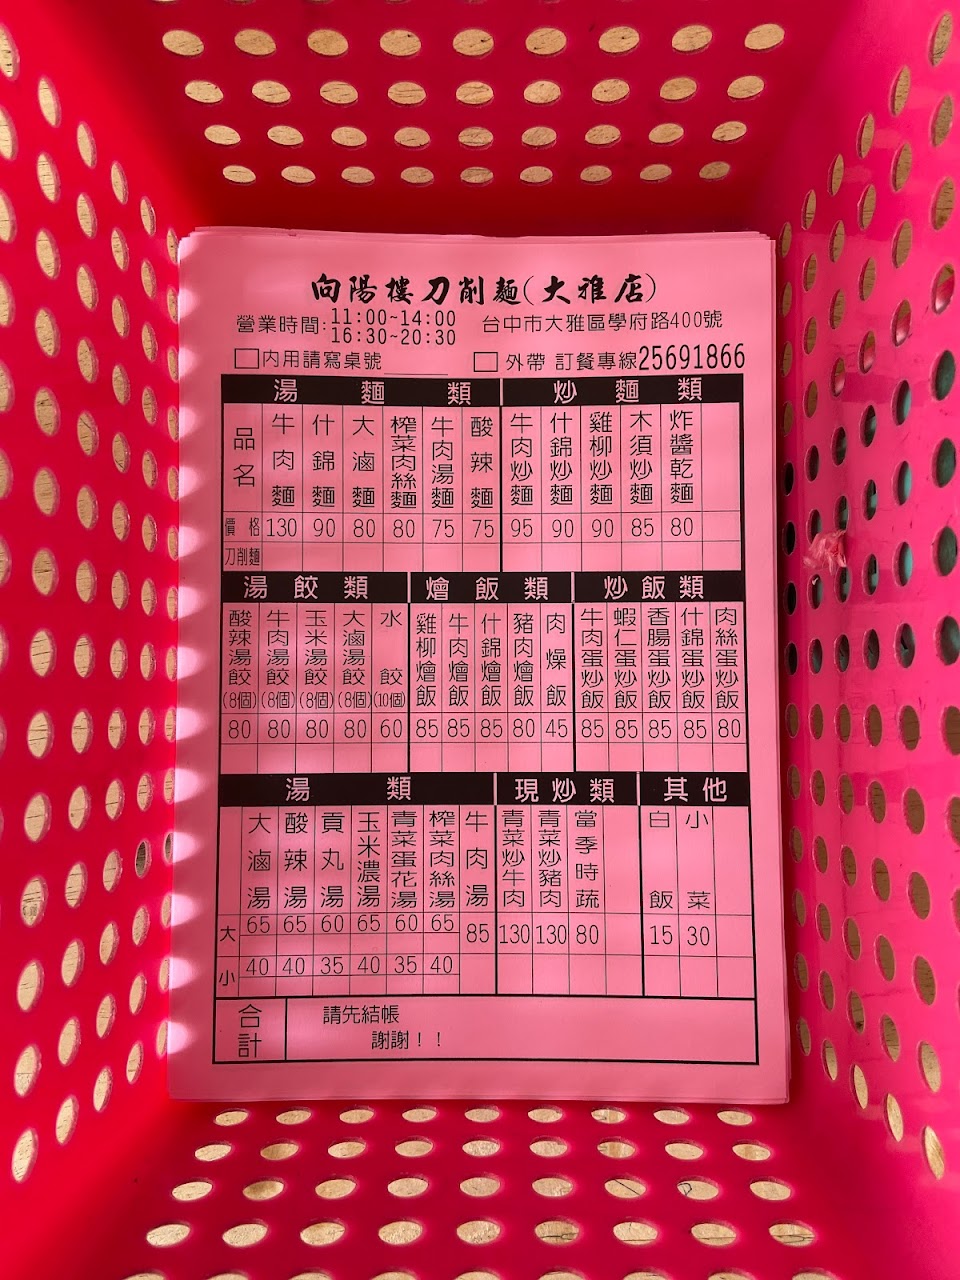 向陽樓刀削麵(大雅店)
營業時間:11:00~14:00 台中市大雅區學府路400號
16:30~20:30
內用請寫桌號 外帶 訂餐專線25691866
湯麵類 炒麵類
品名 牛肉麵 什錦麵 大滷麵 榨菜肉絲麵 牛肉湯麵 酸辣麵 牛肉炒麵 什錦炒麵 雞柳炒麵 木須炒麵 炸醬乾麵
價格 130 90 80 80 75 75 95 90 90 85 80
刀削麵
湯餃類 燴飯類 炒飯類
酸辣湯餃(8個) 牛肉湯餃(8個) 玉米湯餃(8個) 大滷湯餃(8個) 水餃(10個) 雞柳燴飯 牛肉燴飯 什錦燴飯 豬肉燴飯 肉燥飯 牛肉蛋炒飯 蝦仁蛋炒飯 香腸蛋炒飯 什錦蛋炒飯 肉絲蛋炒飯
80 80 80 80 60 85 85 85 80 45 85 85 85 85 80
湯類 現炒類 其他
大滷湯 酸辣湯 貢丸湯 玉米濃湯 青菜蛋花湯 榨菜肉絲湯 牛肉湯 青菜炒牛肉 青菜炒豬肉 當季時蔬 白飯 小菜
大 65 65 60 65 60 65 85 130 130 80 15 30
小 40 40 35 40 35 40
合計 請先結帳
謝謝！！